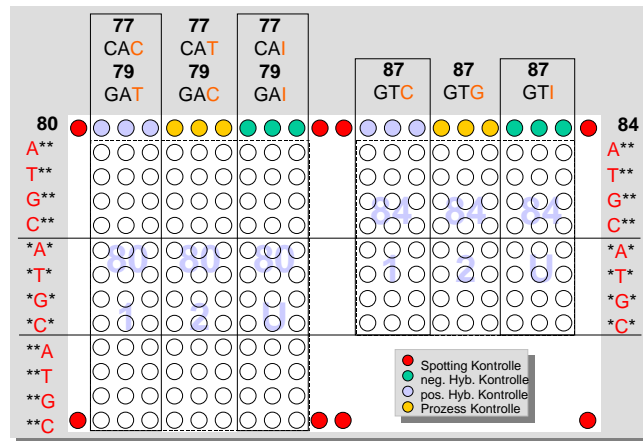 77 77 77
CAC CAT CAI
79 79 79 87 87 87
GAT GAC GAI GTC GTG GTI
80 84
A** A**
T** T**
G** G**
C** 84 84 84 C**
*A* 80 80 80 *A*
*T* 1 2 U *T*
*G* *G*
*C* 1 2 U *C*
**A
**T Spotting Kontrolle
neg. Hyb. Kontrolle
**G pos. Hyb. Kontrolle
**C Prozess Kontrolle